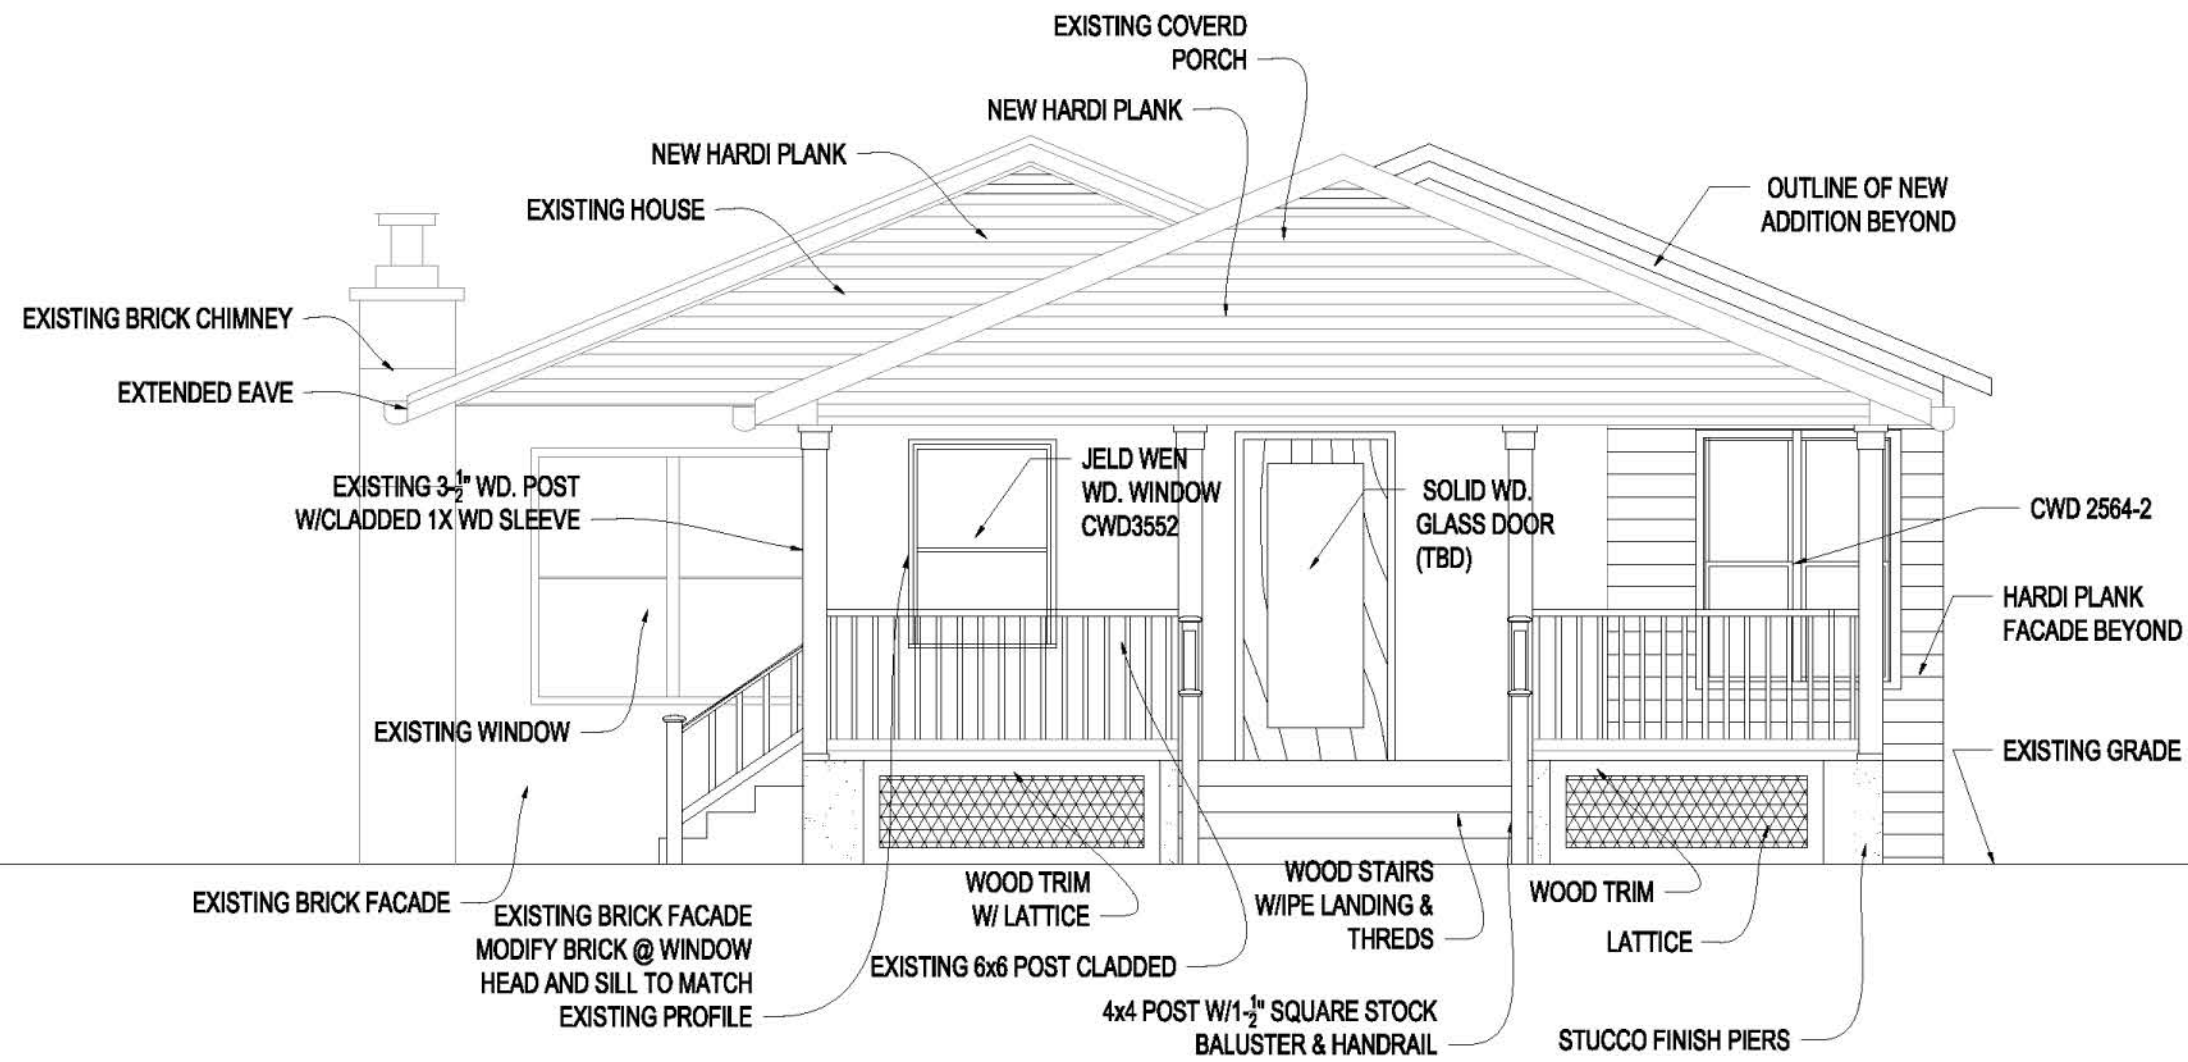 EXISTING COVERD
PORCH
NEW HARDI PLANK
NEW HARDI PLANK
EXISTING HOUSE
OUTLINE OF NEW
ADDITION BEYOND
EXISTING BRICK CHIMNEY
EXTENDED EAVE
EXISTING 3-1/2" WD. POST
W/CLADDED 1X WD SLEEVE
JELD WEN
WD. WINDOW
CWD3552
SOLID WD.
GLASS DOOR
(TBD)
CWD 2564-2
HARDI PLANK
FACADE BEYOND
EXISTING WINDOW
EXISTING GRADE
EXISTING BRICK FACADE
EXISTING BRICK FACADE
MODIFY BRICK @ WINDOW
HEAD AND SILL TO MATCH
EXISTING PROFILE
WOOD TRIM
W/ LATTICE
EXISTING 6x6 POST CLADDED
WOOD STAIRS
W/IPE LANDING &
THREDS
4x4 POST W/1-1/2" SQUARE STOCK
BALUSTER & HANDRAIL
WOOD TRIM
LATTICE
STUCCO FINISH PIERS